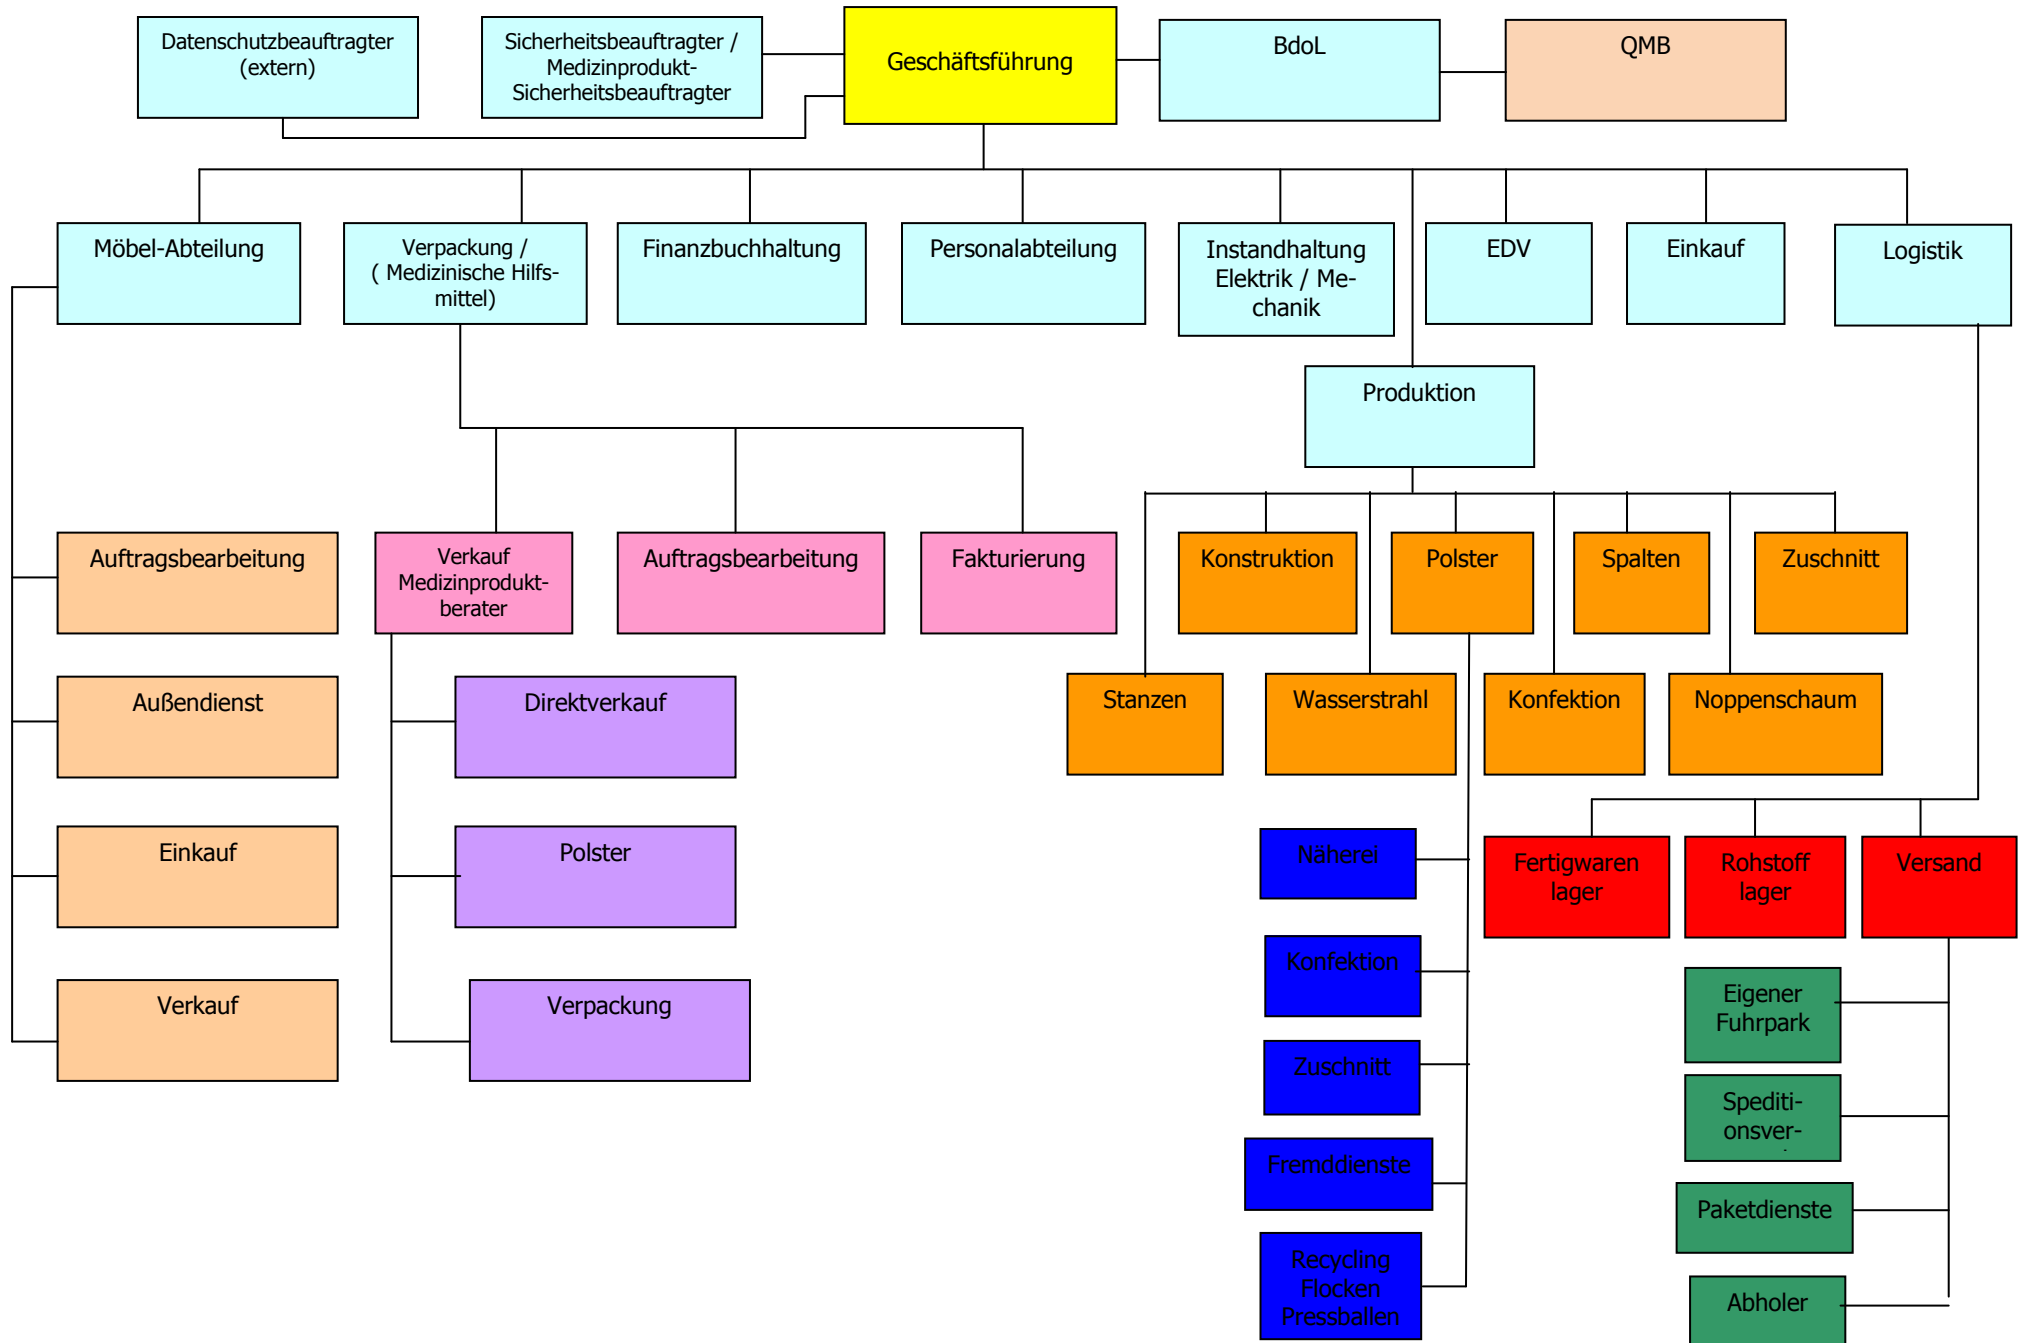 Datenschutzbeauftragter
(extern)
Sicherheitsbeauftragter /
Medizinprodukt-
Sicherheitsbeauftragter
Geschäftsführung
BdoL
QMB
Möbel-Abteilung
Verpackung /
( Medizinische Hilfs-
mittel)
Finanzbuchhaltung
Personalabteilung
Instandhaltung
Elektrik / Me-
chanik
EDV
Einkauf
Logistik
Produktion
Auftragsbearbeitung
Verkauf
Medizinprodukt-
berater
Auftragsbearbeitung
Fakturierung
Konstruktion
Polster
Spalten
Zuschnitt
Außendienst
Direktverkauf
Stanzen
Wasserstrahl
Konfektion
Noppenschaum
Einkauf
Polster
Näherei
Fertigwaren
lager
Rohstoff
lager
Versand
Verkauf
Verpackung
Konfektion
Eigener
Fuhrpark
Zuschnitt
Spediti-
onsver-
Fremddienste
Paketdienste
Recycling
Flocken
Pressballen
Abholer